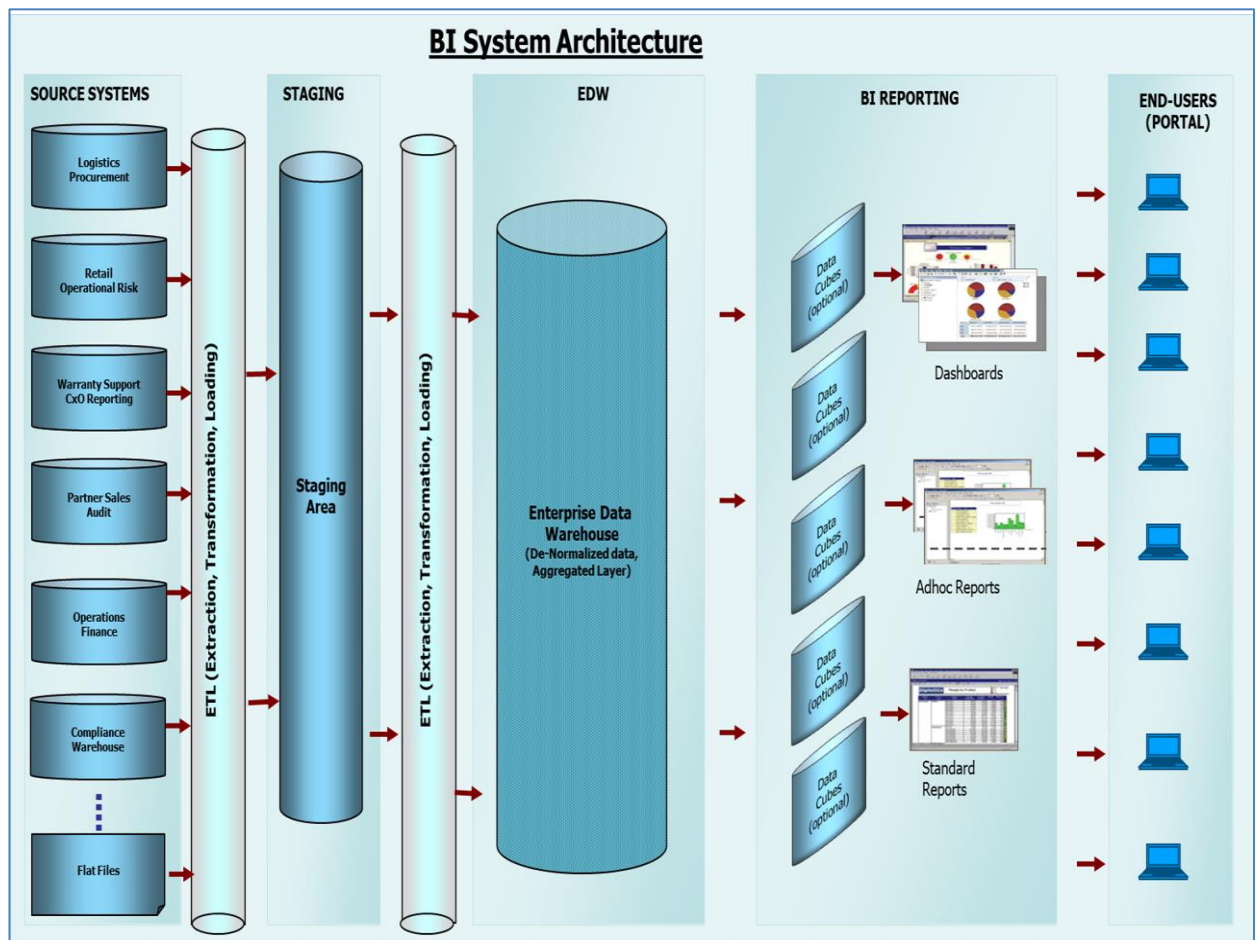 BI System Architecture
SOURCE SYSTEMS
Logistics
Procurement
Retail
Operational Risk
Warranty Support
CxO Reporting
Partner Sales
Audit
Operations
Finance
Compliance
Warehouse
Flat Files
ETL (Extraction, Transformation, Loading)
STAGING
Staging
Area
ETL (Extraction, Transformation, Loading)
EDW
Enterprise Data
Warehouse
(De-Normalized data,
Aggregated Layer)
BI REPORTING
Data
Cubes
(optional)
Data
Cubes
(optional)
Data
Cubes
(optional)
Data
Cubes
(optional)
Data
Cubes
(optional)
Dashboards
Adhoc Reports
Standard
Reports
END-USERS
(PORTAL)